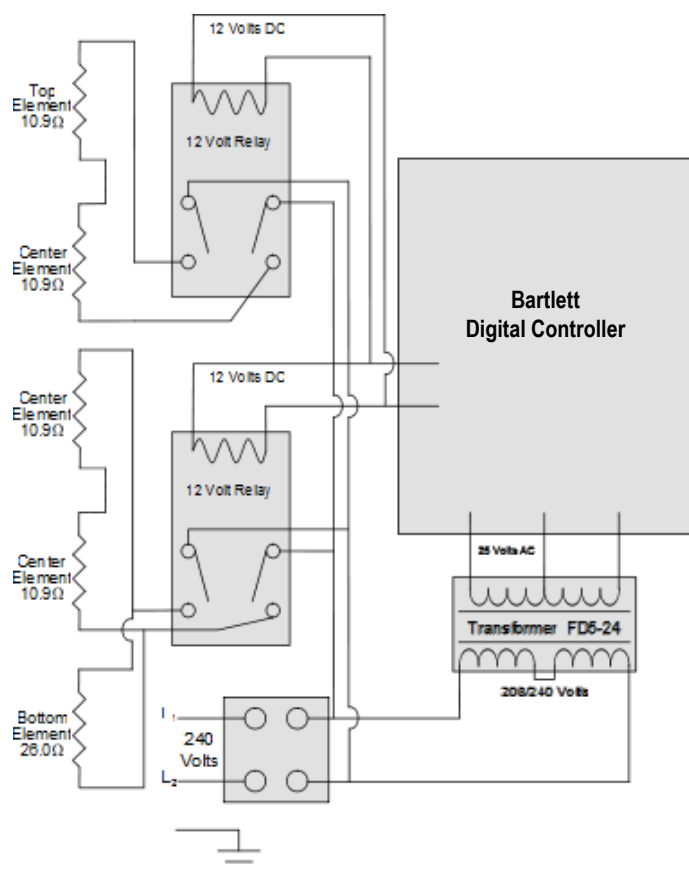 12 Volts DC
Top
Element
10.9Ω
12 Volt Relay
Center
Element
10.9Ω
Bartlett
Digital Controller
12 Volts DC
Center
Element
10.9Ω
12 Volt Relay
Center
Element
10.9Ω
25 Volts AC
Transformer FD5-24
208/240 Volts
Bottom
Element
26.0Ω
L1
240
Volts
L2